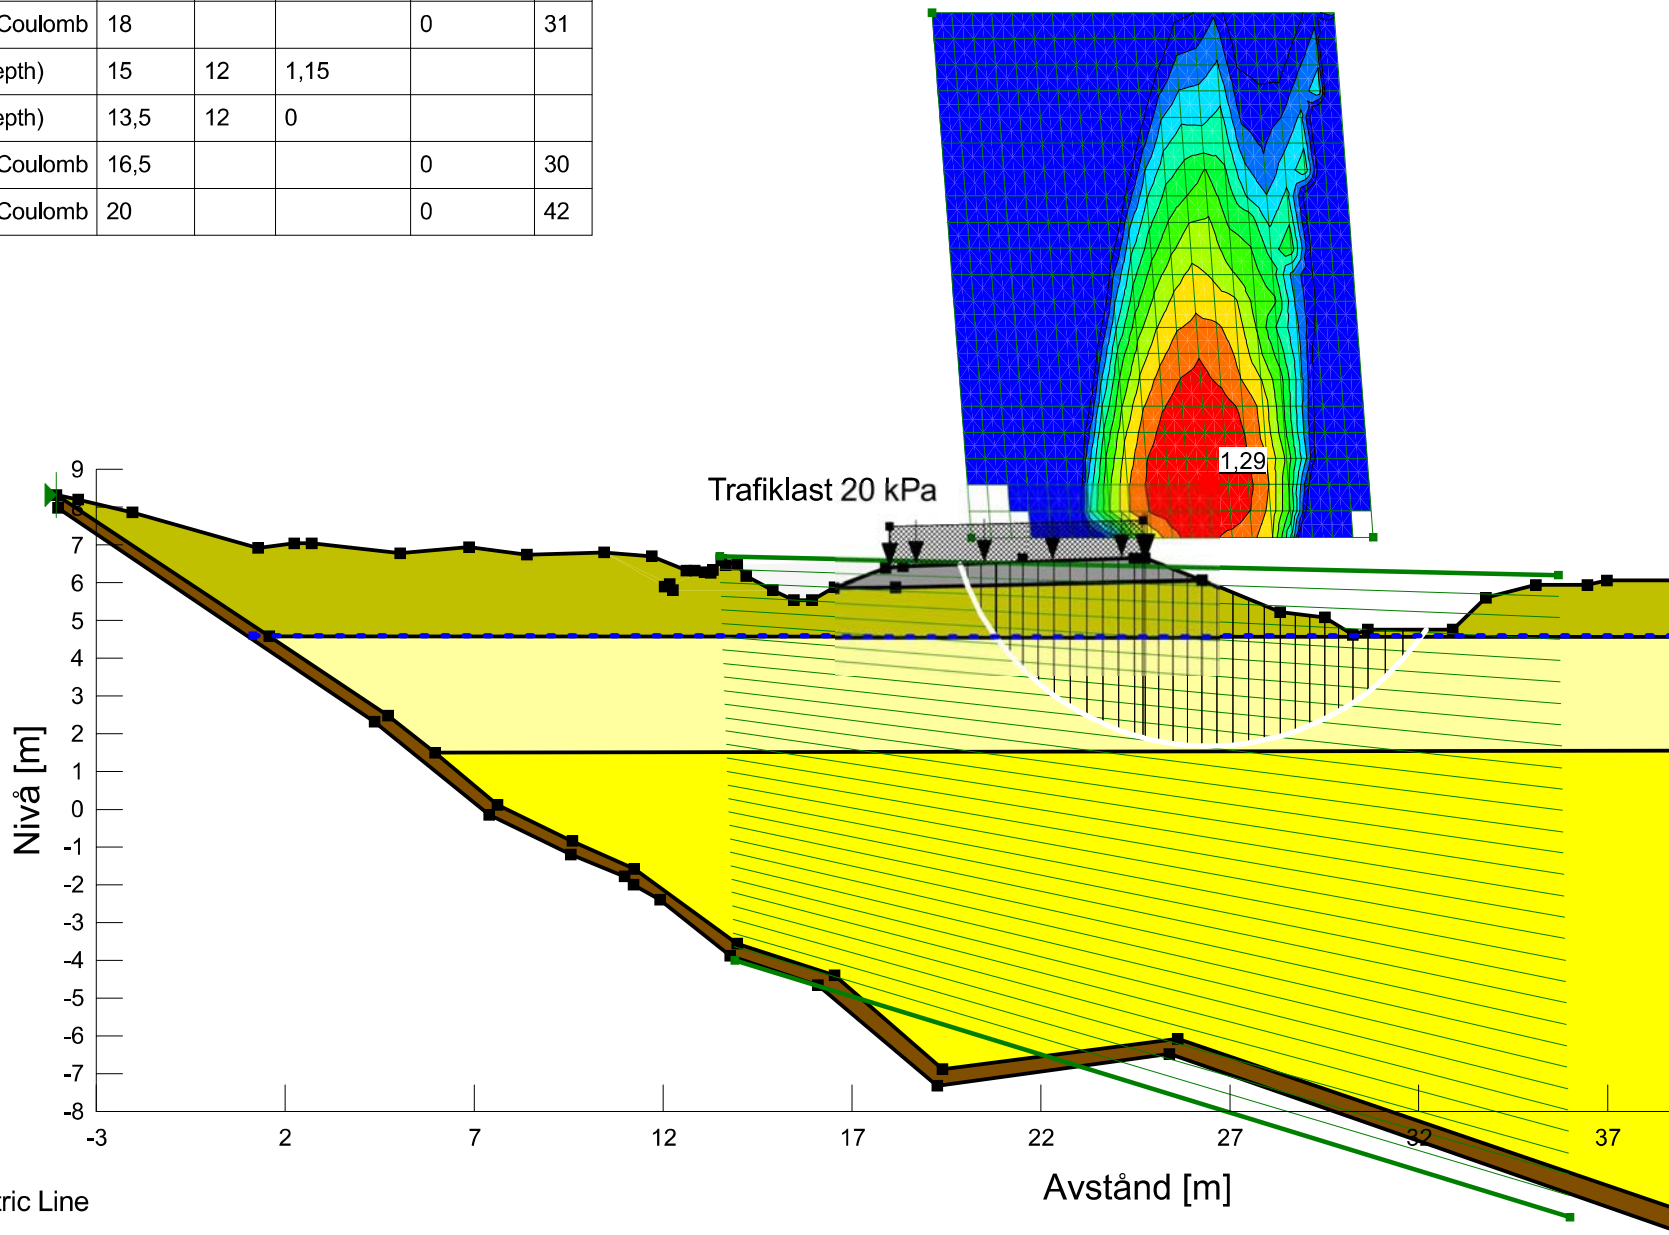 Coulomb 18 0 31
epth) 15 12 1,15
epth) 13,5 12 0
Coulomb 16,5 0 30
Coulomb 20 0 42
1,29
Trafiklast 20 kPa
9
8
7
6
5
4
3
2
1
0
-1
-2
-3
-4
-5
-6
-7
-8
Nivå [m]
-3 2 7 12 17 22 27 32 37
Avstånd [m]
tric Line